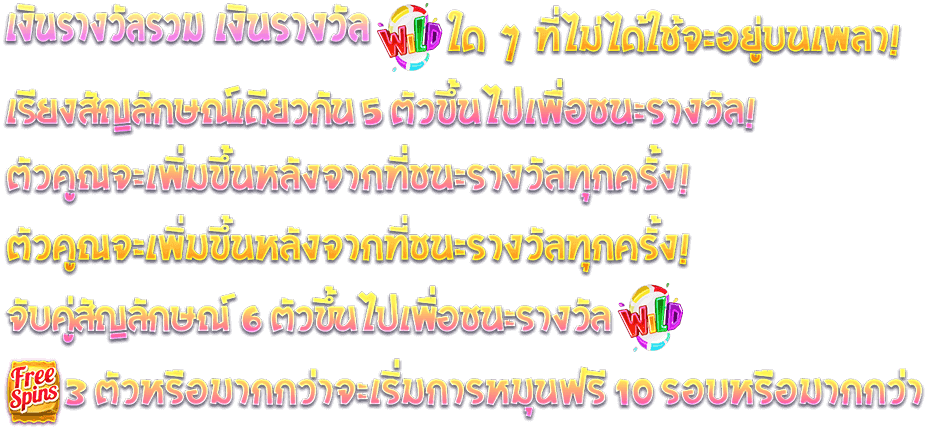 เงินรางวัลรวม เงินรางวัล WILD ใด ๆ ที่ไม่ได้ใช้จะอยู่บนเพลา!
เรียงสัญลักษณ์เดียวกัน 5 ตัวขึ้นไปเพื่อชนะรางวัล!
ตัวคูณจะเพิ่มขึ้นหลังจากที่ชนะรางวัลทุกครั้ง!
ตัวคูณจะเพิ่มขึ้นหลังจากที่ชนะรางวัลทุกครั้ง!
จับคู่สัญลักษณ์ 6 ตัวขึ้นไปเพื่อชนะรางวัล WILD
Free Spins 3 ตัวหรือมากกว่าจะเริ่มการหมุนฟรี 10 รอบหรือมากกว่า